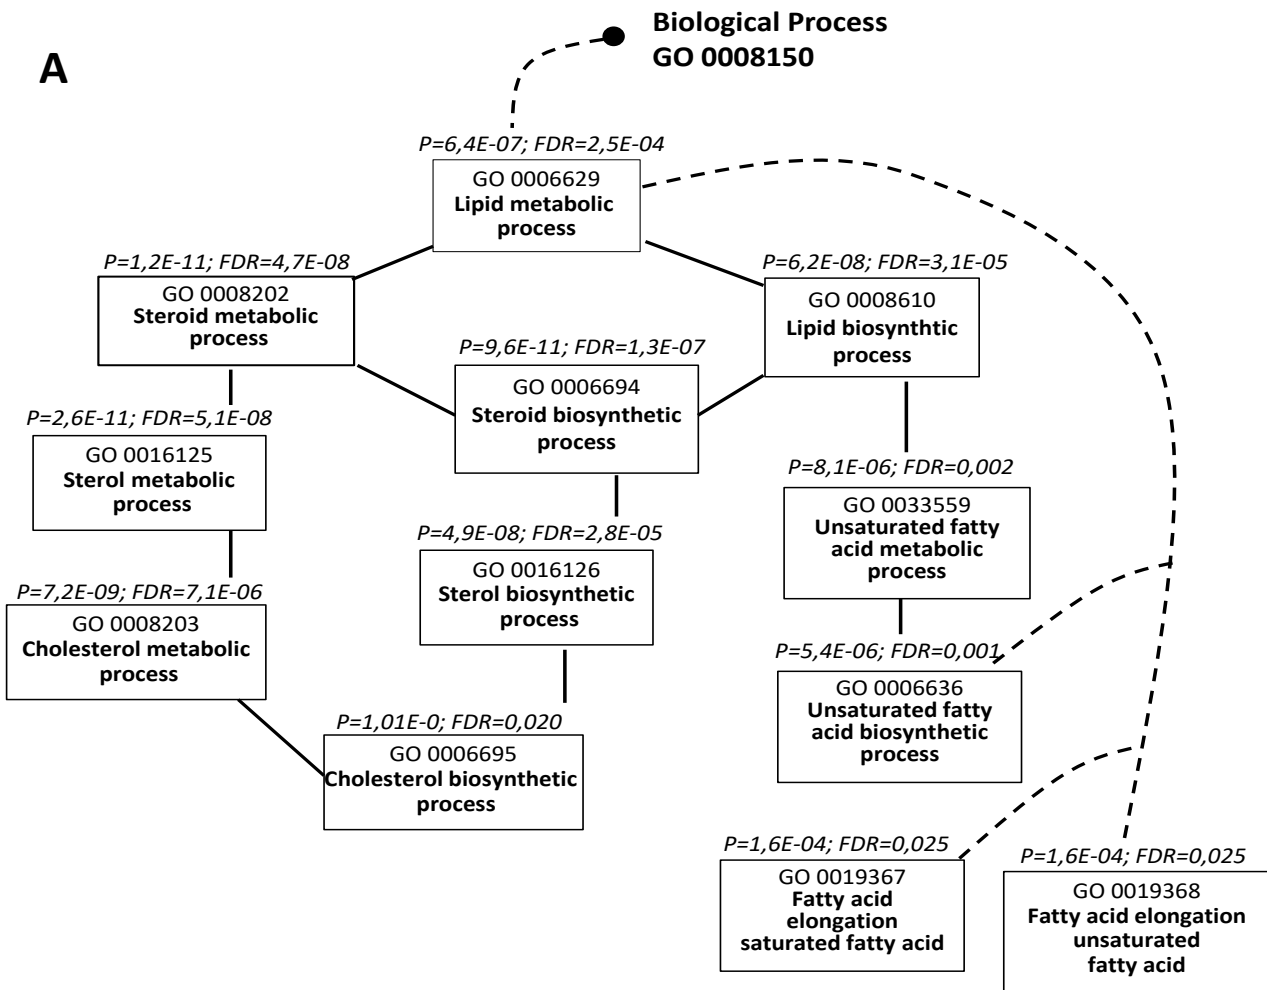 Biological Process
GO 0008150
A
P=6,4E-07; FDR=2,5E-04
GO 0006629
Lipid metabolic
process
P=1,2E-11; FDR=4,7E-08
GO 0008202
Steroid metabolic
process
P=6,2E-08; FDR=3,1E-05
GO 0008610
Lipid biosynthtic
process
P=9,6E-11; FDR=1,3E-07
GO 0006694
Steroid biosynthetic
process
P=2,6E-11; FDR=5,1E-08
GO 0016125
Sterol metabolic
process
P=8,1E-06; FDR=0,002
GO 0033559
Unsaturated fatty
acid metabolic
process
P=4,9E-08; FDR=2,8E-05
GO 0016126
Sterol biosynthetic
process
P=7,2E-09; FDR=7,1E-06
GO 0008203
Cholesterol metabolic
process
P=5,4E-06; FDR=0,001
GO 0006636
Unsaturated fatty
acid biosynthetic
process
P=1,01E-0; FDR=0,020
GO 0006695
Cholesterol biosynthetic
process
P=1,6E-04; FDR=0,025
GO 0019367
Fatty acid
elongation
saturated fatty acid
P=1,6E-04; FDR=0,025
GO 0019368
Fatty acid elongation
unsaturated
fatty acid